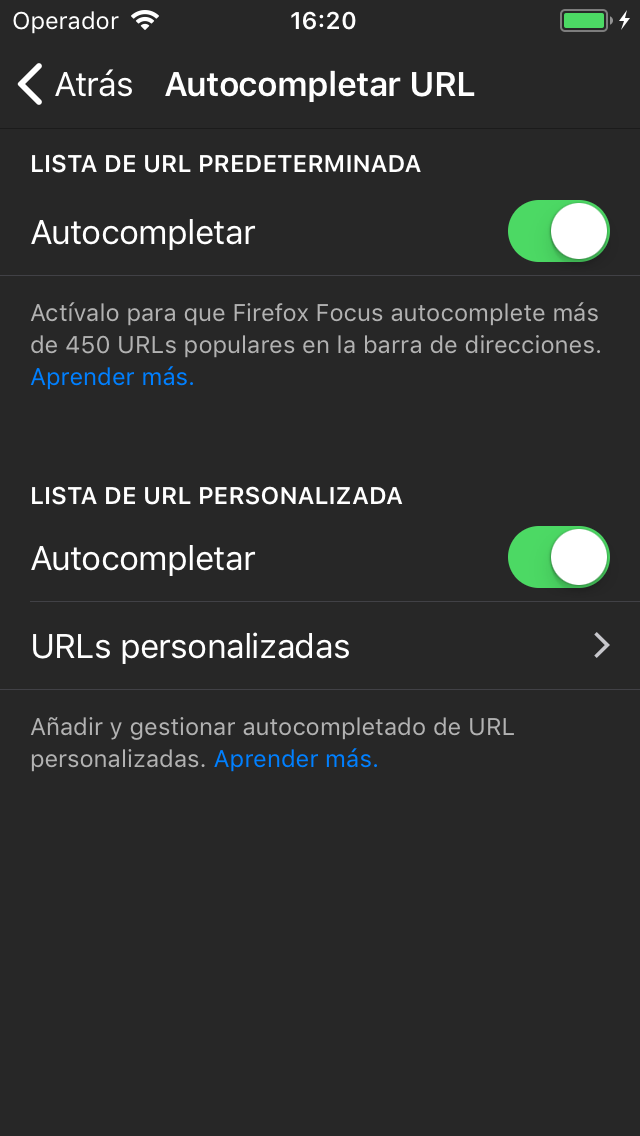 Operador 16:20
Atrás Autocompletar URL
LISTA DE URL PREDETERMINADA
Autocompletar
Actívalo para que Firefox Focus autocomplete más
de 450 URLs populares en la barra de direcciones.
Aprender más.
LISTA DE URL PERSONALIZADA
Autocompletar
URLs personalizadas
Añadir y gestionar autocompletado de URL
personalizadas. Aprender más.